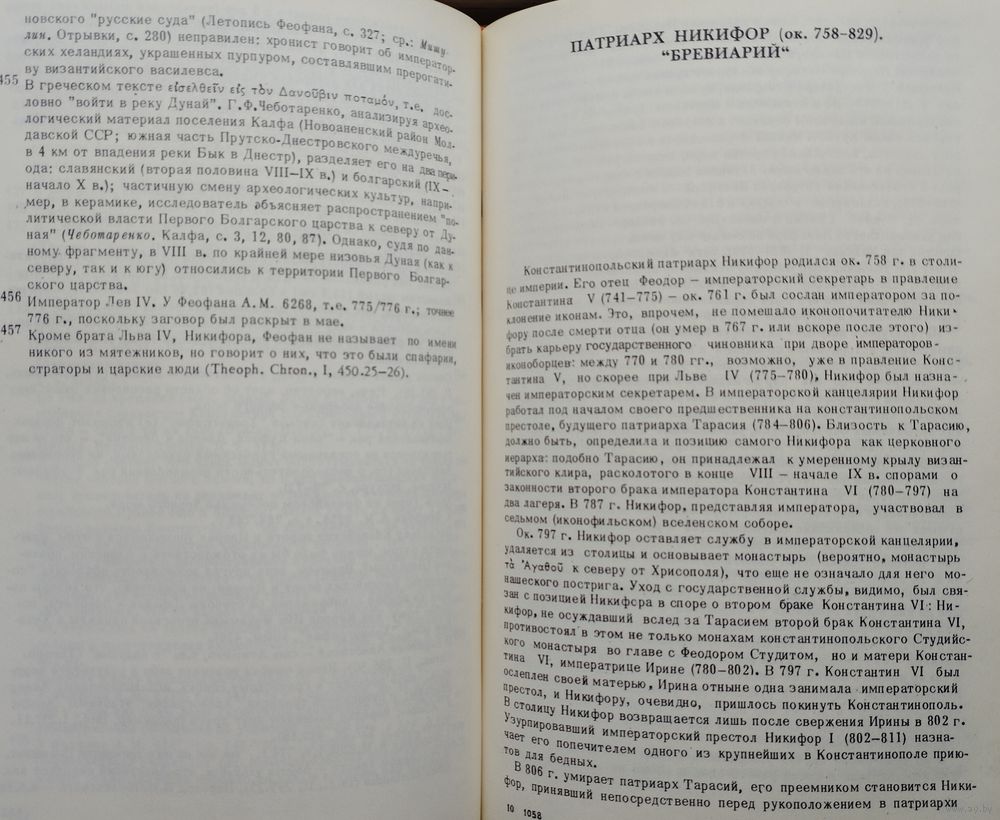 новского "русские суда" (Летопись Феофана, с. 327; ср.: Мишу-
лин. Отрывки, с. 280) неправилен: хронист говорит об император-
ских хеландиях, украшенных пурпуром, составлявшим прерогати-
ву византийского василевса.
455 В греческом тексте εἰσελθεῖν εἰς τὸν Δανοῦβιν ποταμόν, т.е. дос-
ловно "войти в реку Дунай". Г.Ф.Чеботаренко, анализируя архео-
логический материал поселения Калфа (Новоаненский район Мол-
давской ССР; южная часть Прутско-Днестровского междуречья,
в 4 км от впадения реки Бык в Днестр), разделяет его на два пери-
ода: славянский (вторая половина VIII–IX в.) и болгарский (IX –
начало X в.); частичную смену археологических культур, напри-
мер, в керамике, исследователь объясняет распространением "по-
литической власти Первого Болгарского царства к северу от Ду-
ная" (Чеботаренко. Калфа, с. 3, 12, 80, 87). Однако, судя по дан-
ному фрагменту, в VIII в. по крайней мере низовья Дуная (как к
северу, так и к югу) относились к территории Первого Болгар-
ского царства.
456 Император Лев IV. У Феофана А.М. 6268, т.е. 775/776 г.; точнее
776 г., поскольку заговор был раскрыт в мае.
457 Кроме брата Льва IV, Никифора, Феофан не называет по имени
никого из мятежников, но говорит о них, что это были спафарии,
страторы и царские люди (Theoph. Chron., I, 450.25–26).
ПАТРИАРХ НИКИФОР (ок. 758–829).
"БРЕВИАРИЙ"
Константинопольский патриарх Никифор родился ок. 758 г. в столи-
це империи. Его отец Феодор – императорский секретарь в правление
Константина V (741–775) – ок. 761 г. был сослан императором за по-
клонение иконам. Это, впрочем, не помешало иконопочитателю Ники-
фору после смерти отца (он умер в 767 г. или вскоре после этого) из-
брать карьеру государственного чиновника при дворе императоров-
иконоборцев: между 770 и 780 гг., возможно, уже в правление Конс-
тантина V, но скорее при Льве IV (775–780), Никифор был назна-
чен императорским секретарем. В императорской канцелярии Никифор
работал под началом своего предшественника на константинопольском
престоле, будущего патриарха Тарасия (784–806). Близость к Тарасию,
должно быть, определила и позицию самого Никифора как церковного
иерарха: подобно Тарасию, он принадлежал к умеренному крылу визан-
тийского клира, расколотого в конце VIII – начале IX в. спорами о
законности второго брака императора Константина VI (780–797) на
два лагеря. В 787 г. Никифор, представляя императора, участвовал в
седьмом (иконофильском) вселенском соборе.
Ок. 797 г. Никифор оставляет службу в императорской канцелярии,
удаляется из столицы и основывает монастырь (вероятно, монастырь
τὰ Ἀγαθοῦ к северу от Хрисополя), что еще не означало для него мо-
нашеского пострига. Уход с государственной службы, видимо, был свя-
зан с позицией Никифора в споре о втором браке Константина VI: Ни-
кифор, не осуждавший вслед за Тарасием второй брак Константина VI,
противостоял в этом не только монахам константинопольского Студийс-
кого монастыря во главе с Феодором Студитом, но и матери Констан-
тина VI, императрице Ирине (780–802). В 797 г. Константин VI был
ослеплен своей матерью, Ирина отныне одна занимала императорский
престол, и Никифору, очевидно, пришлось покинуть Константинополь.
В столицу Никифор возвращается лишь после свержения Ирины в 802 г.
Узурпировавший императорский престол Никифор I (802–811) назна-
чает его попечителем одного из крупнейших в Константинополе прию-
тов для бедных.
В 806 г. умирает патриарх Тарасий, его преемником становится Ники-
фор, принявший непосредственно перед рукоположением в патриархи
10 1058